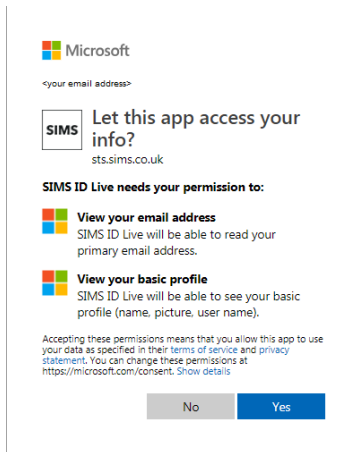 Microsoft
<your email address>
SIMS
Let this app access your
info?
sts.sims.co.uk
SIMS ID Live needs your permission to:
View your email address
SIMS ID Live will be able to read your
primary email address.
View your basic profile
SIMS ID Live will be able to see your basic
profile (name, picture, user name).
Accepting these permissions means that you allow this app to use
your data as specified in their terms of service and privacy
statement. You can change these permissions at
https://microsoft.com/consent. Show details
No
Yes